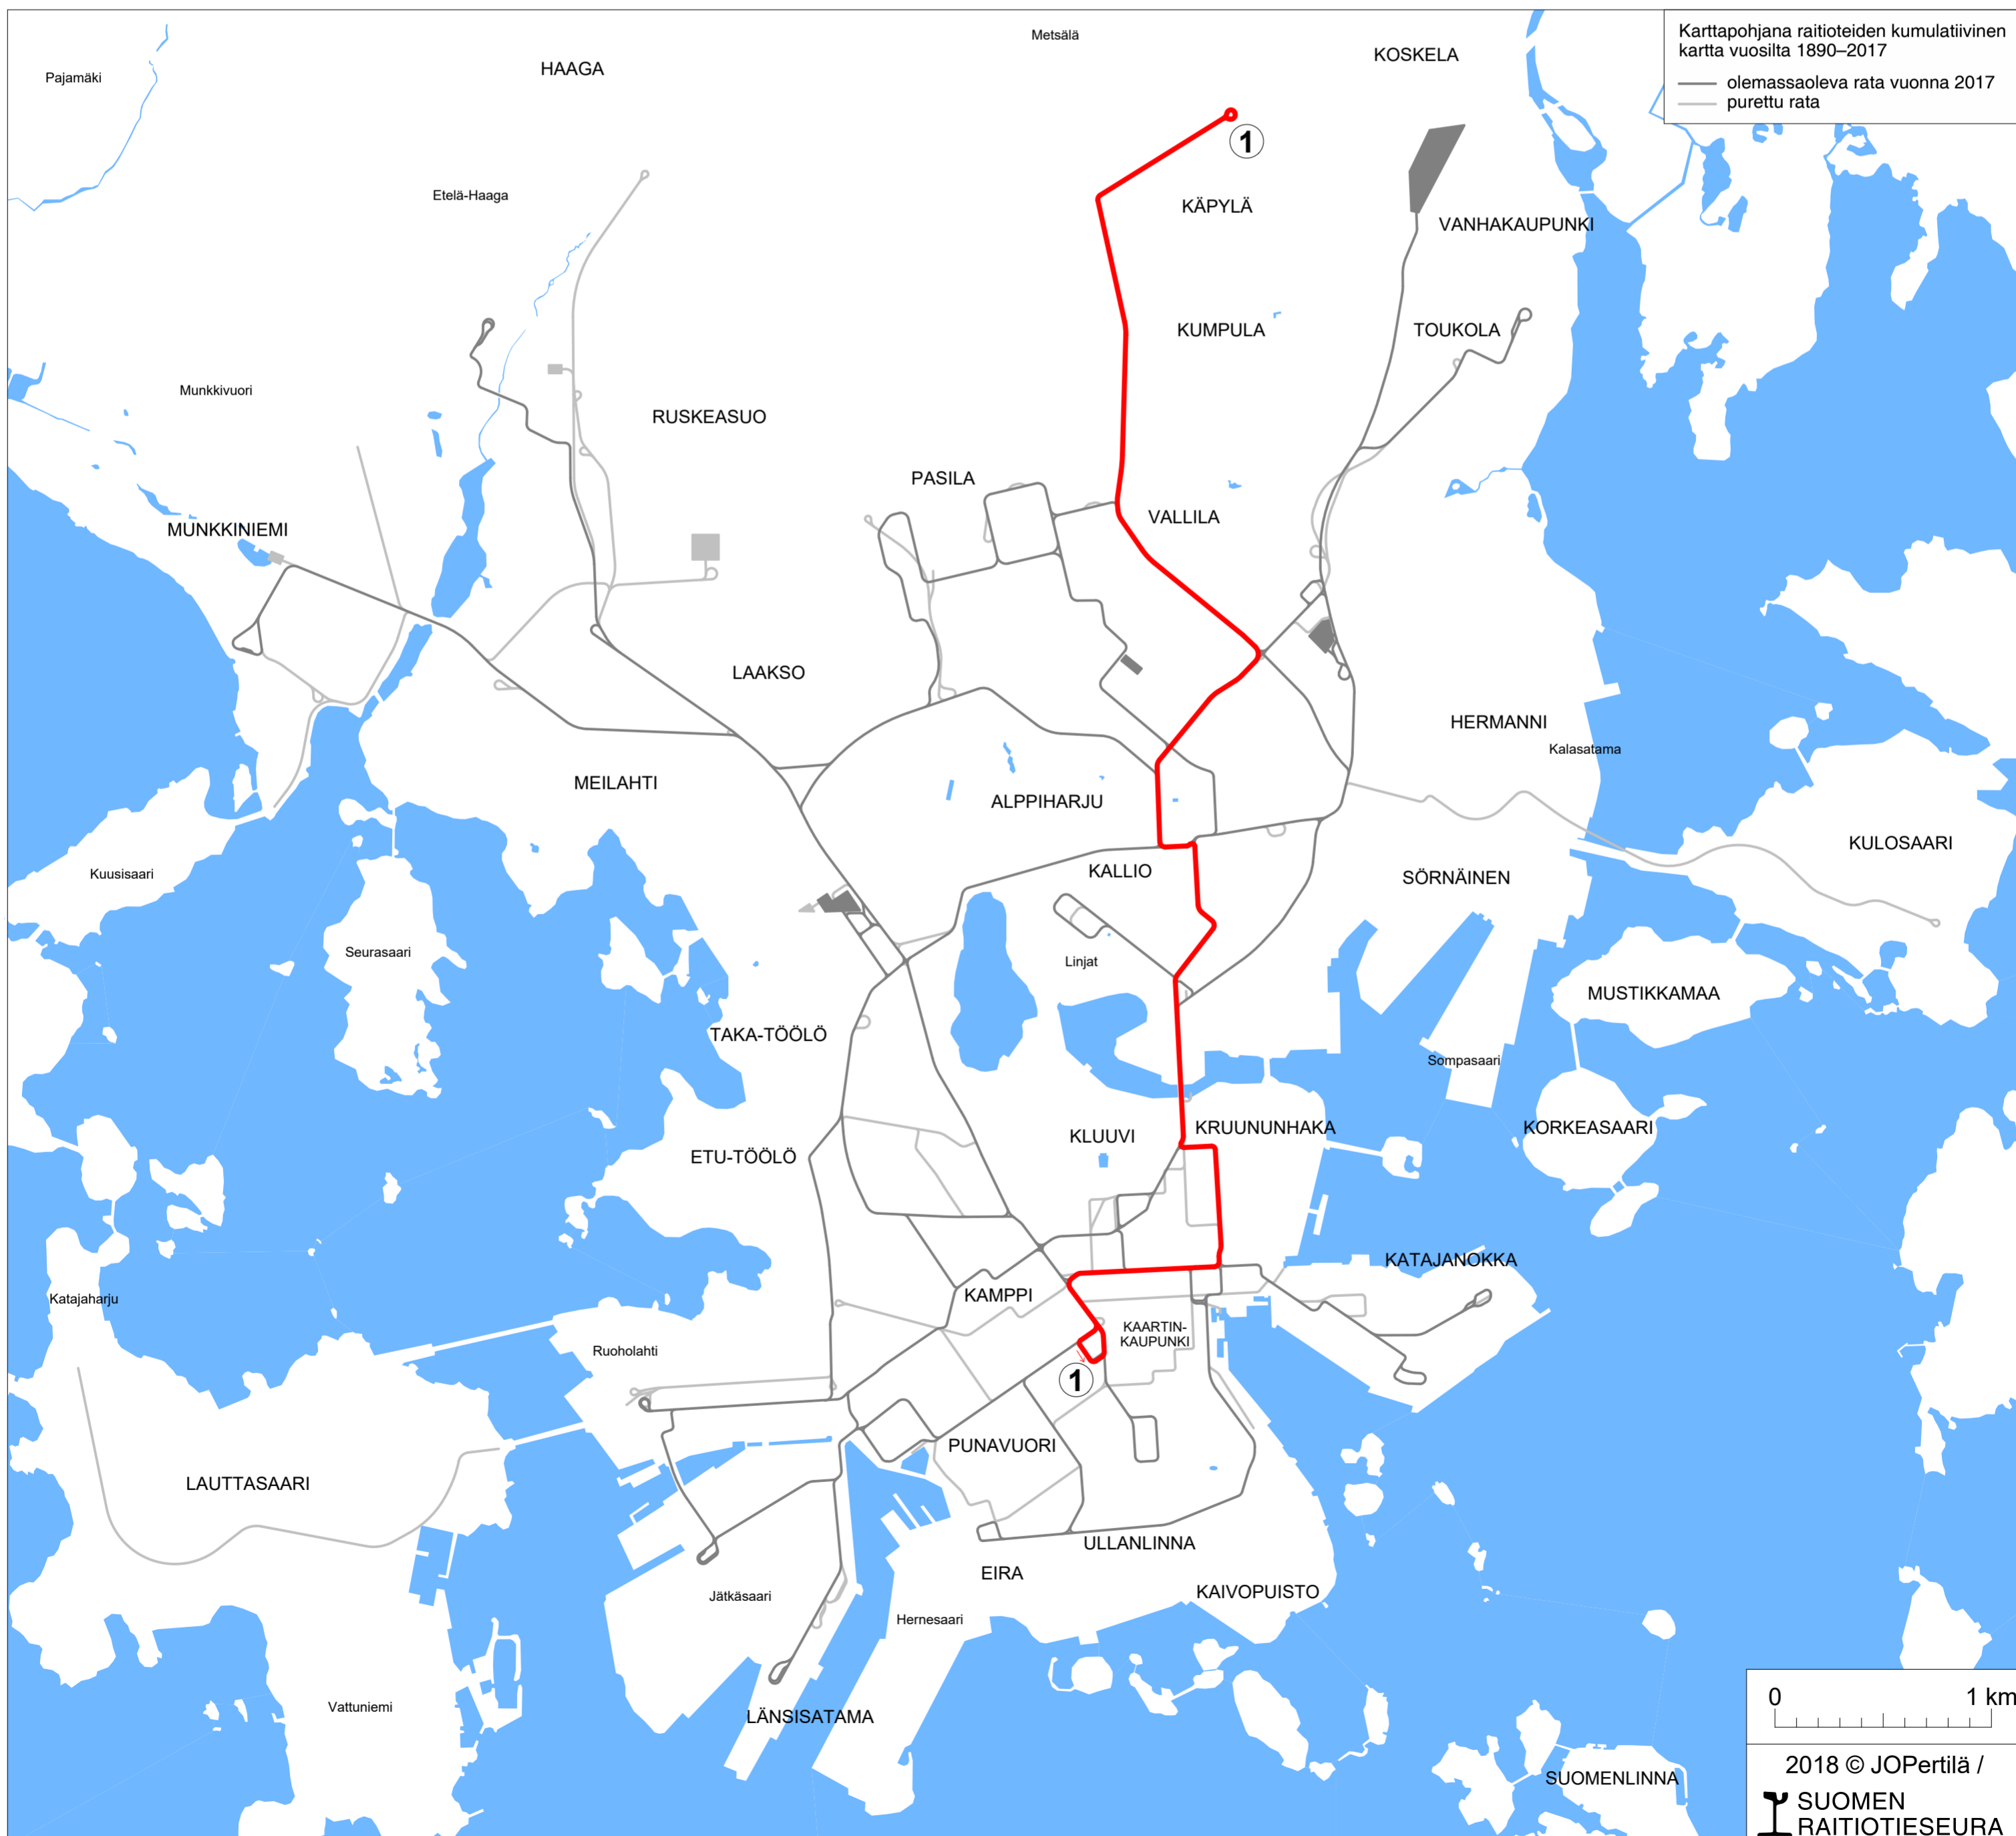 Metsälä
Karttapohjana raitioteiden kumulatiivinen
kartta vuosilta 1890–2017
olemassaoleva rata vuonna 2017
purettu rata
KOSKELA
HAAGA
Pajamäki
1
Etelä-Haaga
KÄPYLÄ
VANHAKAUPUNKI
KUMPULA
TOUKOLA
Munkkivuori
RUSKEASUO
PASILA
VALLILA
MUNKKINIEMI
LAAKSO
HERMANNI
Kalasatama
MEILAHTI
ALPPIHARJU
KULOSAARI
Kuusisaari
KALLIO
SÖRNÄINEN
Seurasaari
Linjat
MUSTIKKAMAA
TAKA-TÖÖLÖ
Sompasaari
KLUUVI
KRUUNUNHAKA
KORKEASAARI
ETU-TÖÖLÖ
KATAJANOKKA
Katajaharju
KAMPPI
KAARTIN-
KAUPUNKI
Ruoholahti
1
PUNAVUORI
LAUTTASAARI
ULLANLINNA
EIRA
Jätkäsaari
KAIVOPUISTO
Hernesaari
Vattuniemi
LÄNSISATAMA
0 1 km
2018 © JOPertilä /
SUOMENLINNA
SUOMEN
RAITIOTIESEURA